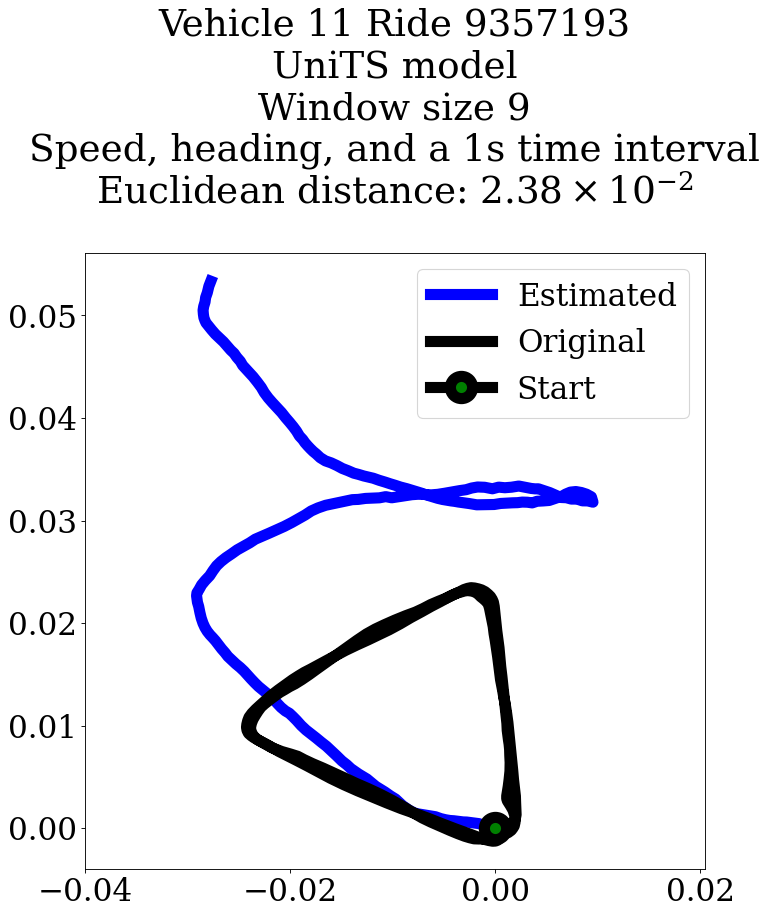 Vehicle 11 Ride 9357193
UniTS model
Window size 9
Speed, heading, and a 1s time interval
Euclidean distance: 2.38 × 10⁻²
Estimated
Original
Start
0.05
0.04
0.03
0.02
0.01
0.00
−0.04 −0.02 0.00 0.02